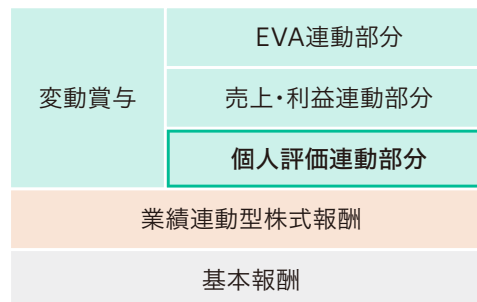 EVA連動部分
変動賞与
売上・利益連動部分
個人評価連動部分
業績連動型株式報酬
基本報酬